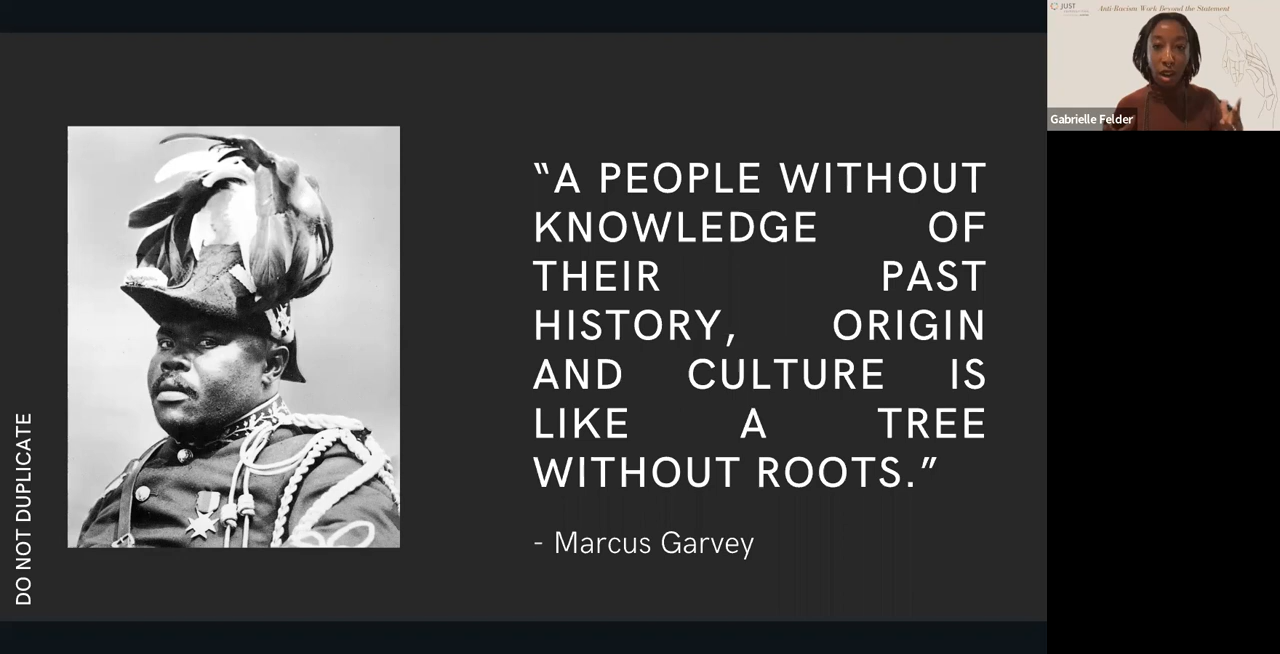 JUST
Anti-Racism Work Beyond the Statement
Gabrielle Felder
“A PEOPLE WITHOUT
KNOWLEDGE OF
THEIR PAST
HISTORY, ORIGIN
AND CULTURE IS
LIKE A TREE
WITHOUT ROOTS.”
- Marcus Garvey
DO NOT DUPLICATE